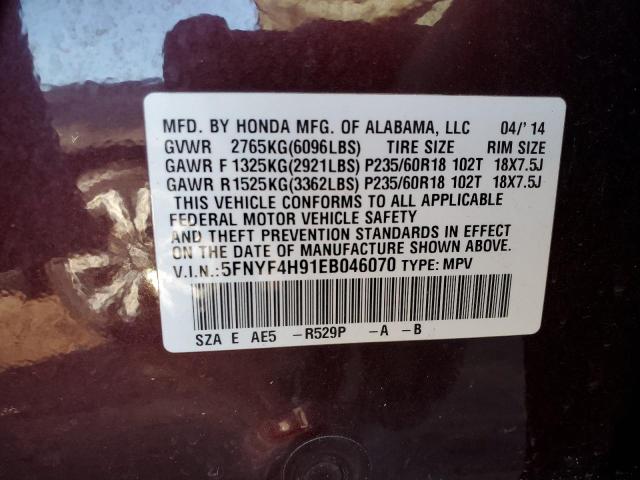 MFD. BY HONDA MFG. OF ALABAMA, LLC 04/'14
GVWR 2765KG(6096LBS) TIRE SIZE RIM SIZE
GAWR F 1325KG(2921LBS) P235/60R18 102T 18X7.5J
GAWR R 1525KG(3362LBS) P235/60R18 102T 18X7.5J
THIS VEHICLE CONFORMS TO ALL APPLICABLE
FEDERAL MOTOR VEHICLE SAFETY
AND THEFT PREVENTION STANDARDS IN EFFECT ON
THE DATE OF MANUFACTURE SHOWN ABOVE.
V.I.N.:5FNYF4H91EB046070 TYPE: MPV
SZA E AE5 -R529P -A -B